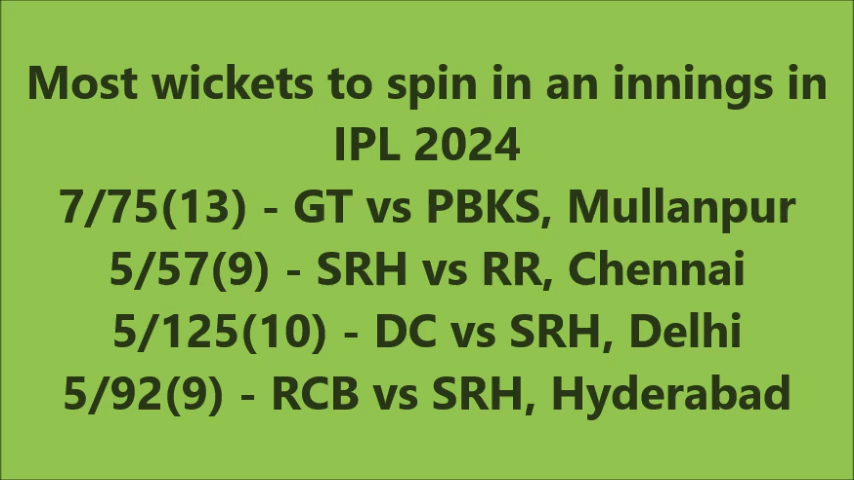 Most wickets to spin in an innings in
IPL 2024
7/75(13) - GT vs PBKS, Mullanpur
5/57(9) - SRH vs RR, Chennai
5/125(10) - DC vs SRH, Delhi
5/92(9) - RCB vs SRH, Hyderabad